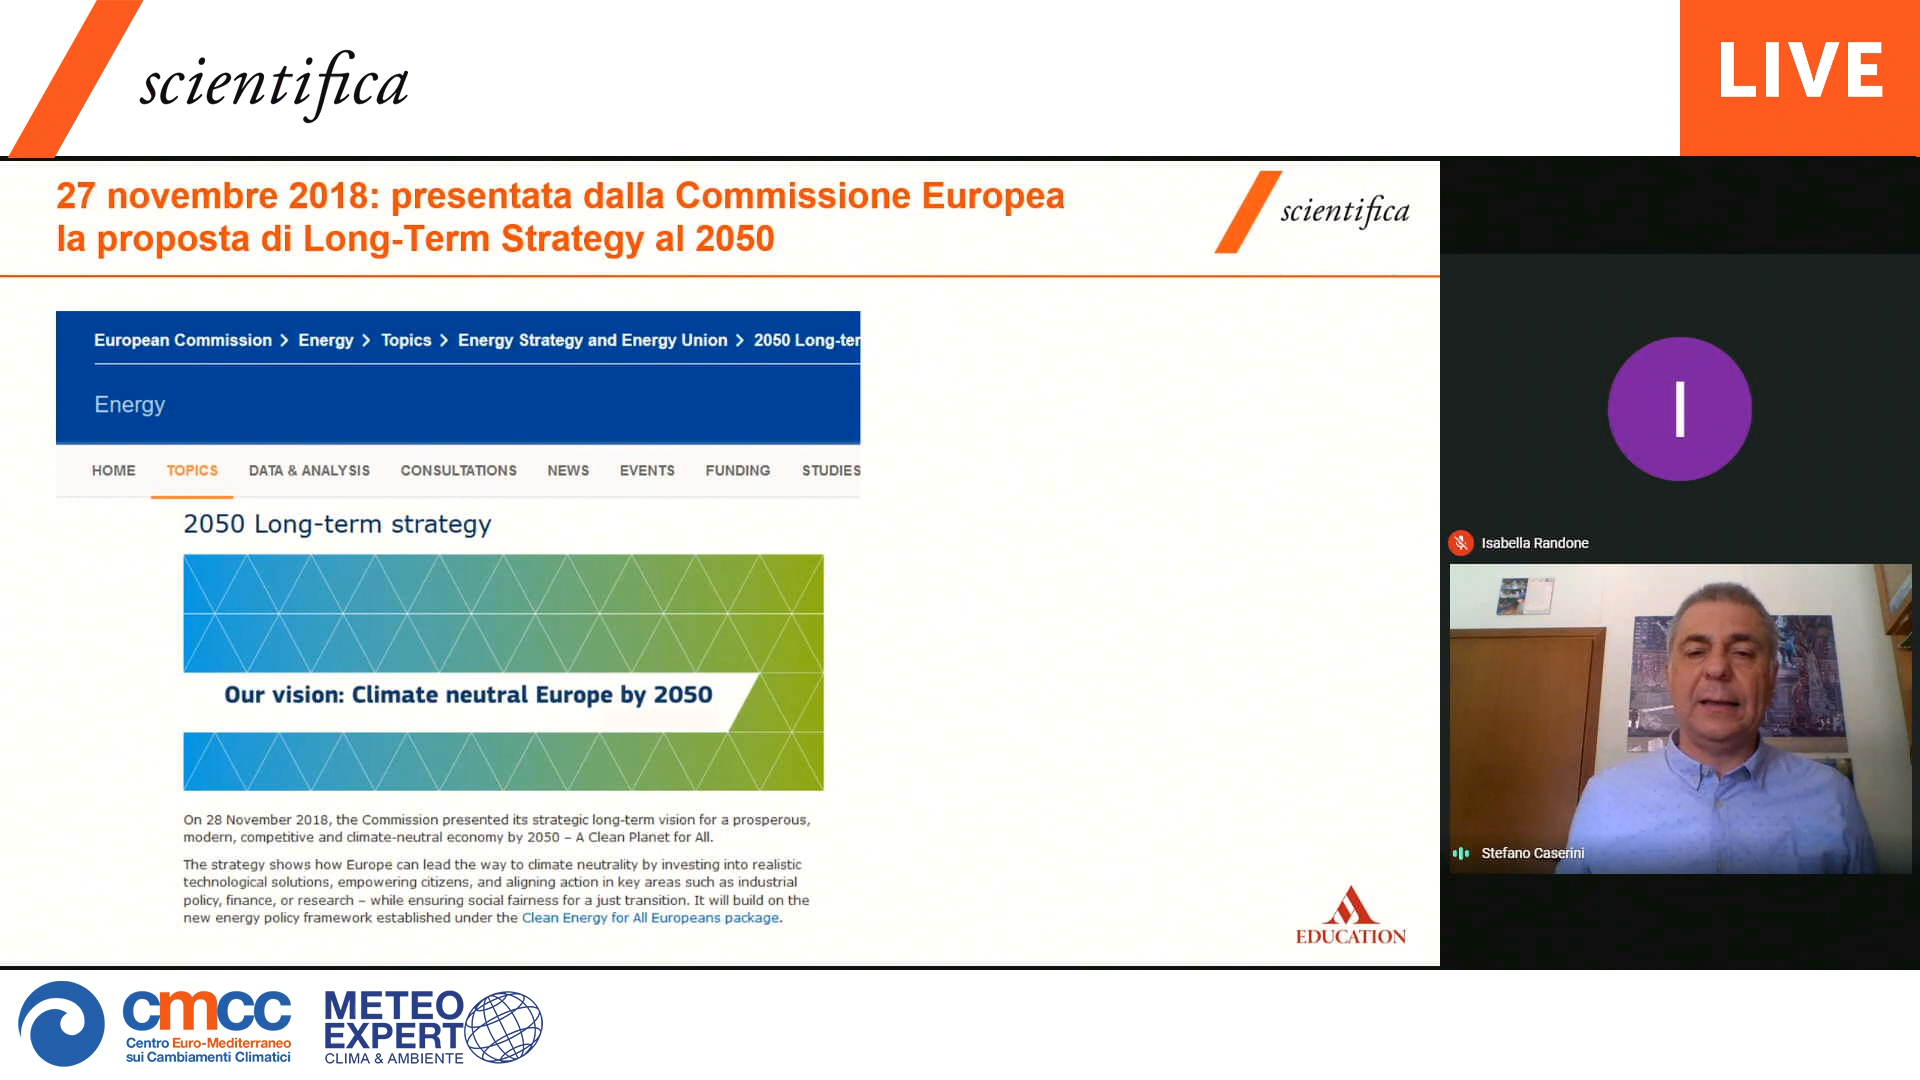 scientifica
LIVE
27 novembre 2018: presentata dalla Commissione Europea
la proposta di Long-Term Strategy al 2050
scientifica
European Commission > Energy > Topics > Energy Strategy and Energy Union > 2050 Long-ter
Energy
HOME TOPICS DATA & ANALYSIS CONSULTATIONS NEWS EVENTS FUNDING STUDIES
2050 Long-term strategy
Our vision: Climate neutral Europe by 2050
On 28 November 2018, the Commission presented its strategic long-term vision for a prosperous,
modern, competitive and climate-neutral economy by 2050 – A Clean Planet for All.
The strategy shows how Europe can lead the way to climate neutrality by investing into realistic
technological solutions, empowering citizens, and aligning action in key areas such as industrial
policy, finance, or research – while ensuring social fairness for a just transition. It will build on the
new energy policy framework established under the Clean Energy for All Europeans package.
EDUCATION
I
Isabella Randone
Stefano Caserini
cmcc
Centro Euro-Mediterraneo
sui Cambiamenti Climatici
METEO
EXPERT
CLIMA & AMBIENTE